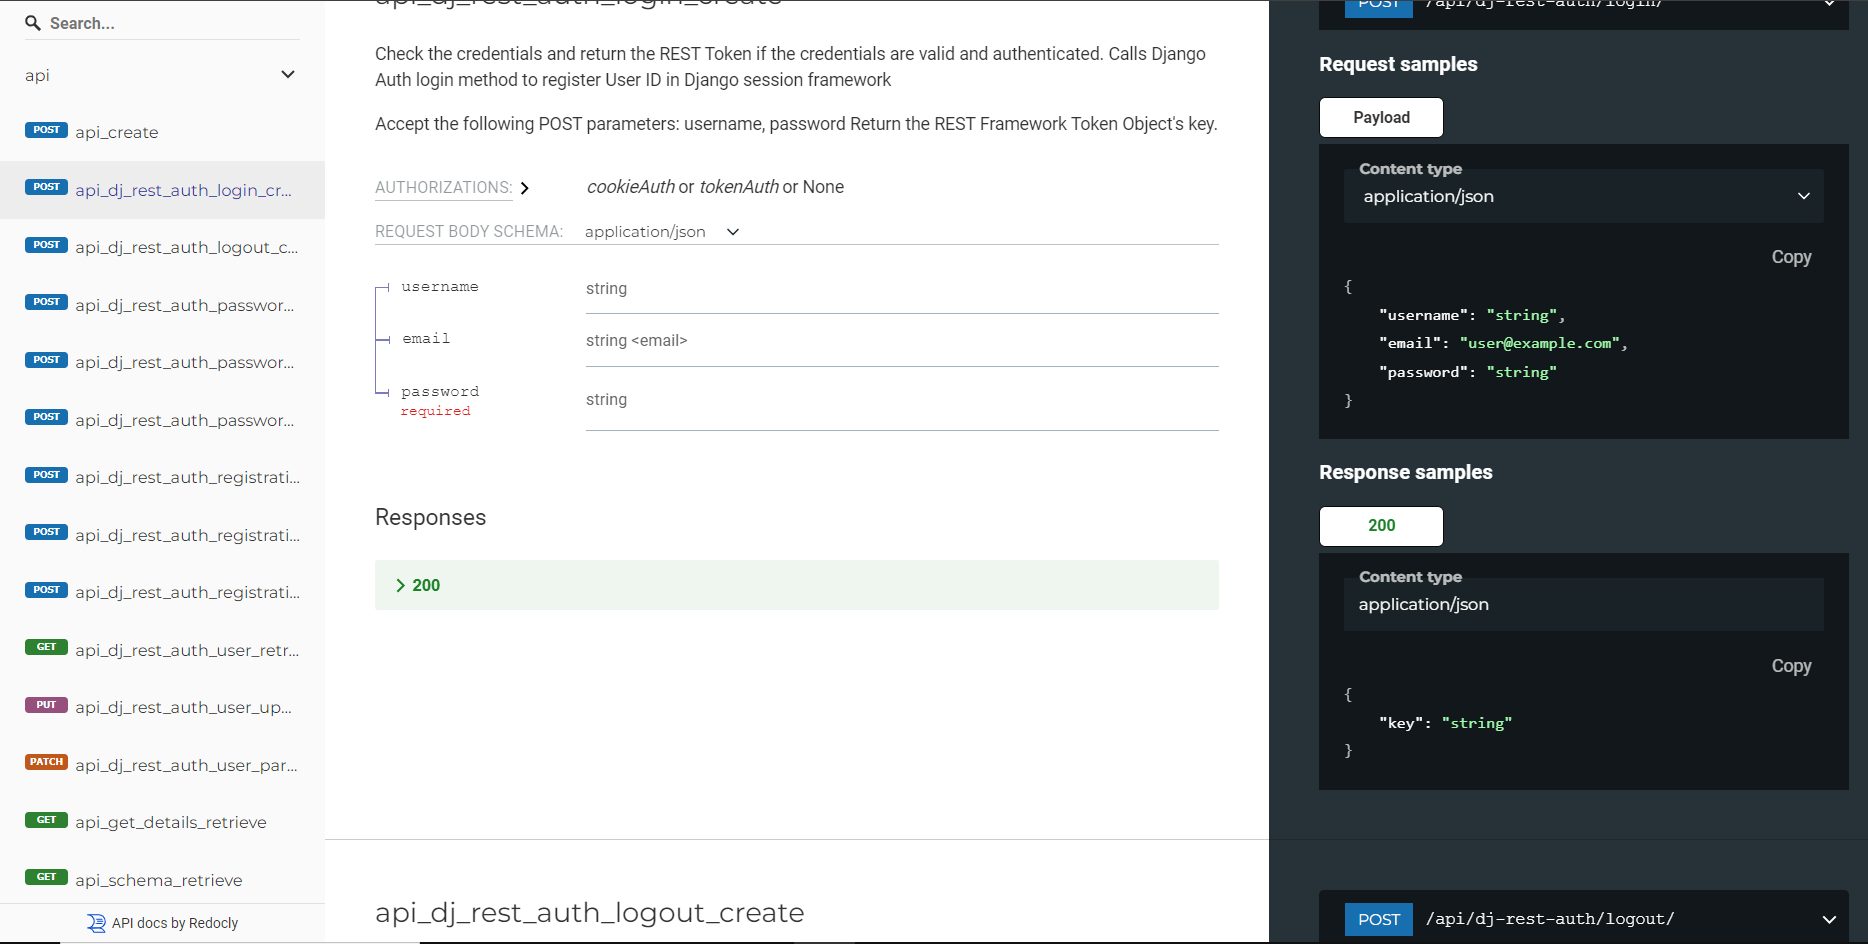 Search...
api
POST api_create
POST api_dj_rest_auth_login_cr...
POST api_dj_rest_auth_logout_c...
POST api_dj_rest_auth_passwor...
POST api_dj_rest_auth_passwor...
POST api_dj_rest_auth_passwor...
POST api_dj_rest_auth_registrati...
POST api_dj_rest_auth_registrati...
POST api_dj_rest_auth_registrati...
GET api_dj_rest_auth_user_retr...
PUT api_dj_rest_auth_user_up...
PATCH api_dj_rest_auth_user_par...
GET api_get_details_retrieve
GET api_schema_retrieve
API docs by Redocly
api_dj_rest_auth_login_create
Check the credentials and return the REST Token if the credentials are valid and authenticated. Calls Django
Auth login method to register User ID in Django session framework
Accept the following POST parameters: username, password Return the REST Framework Token Object's key.
AUTHORIZATIONS: cookieAuth or tokenAuth or None
REQUEST BODY SCHEMA: application/json
username string
email string <email>
password string
required
Responses
200
api_dj_rest_auth_logout_create
POST /api/dj-rest-auth/login/
Request samples
Payload
Content type
application/json
Copy
{
"username": "string",
"email": "user@example.com",
"password": "string"
}
Response samples
200
Content type
application/json
Copy
{
"key": "string"
}
POST /api/dj-rest-auth/logout/